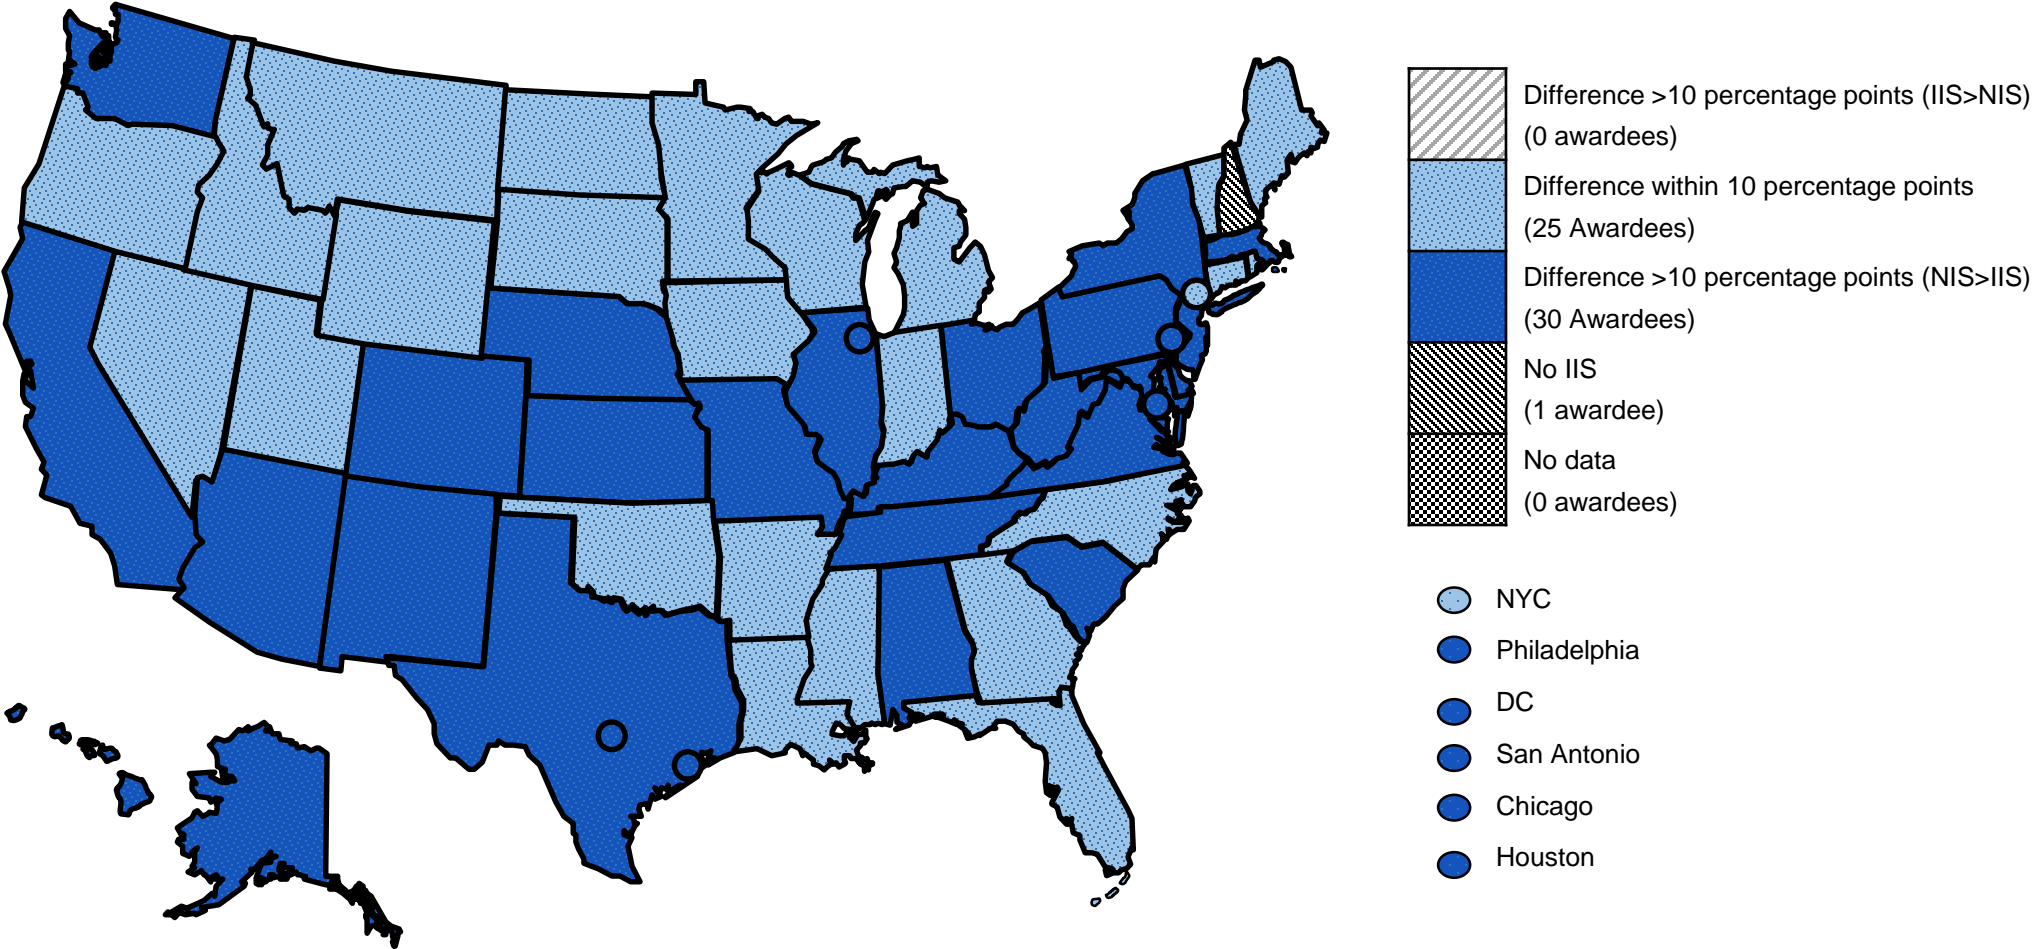 Difference >10 percentage points (IIS>NIS)
(0 awardees)
Difference within 10 percentage points
(25 Awardees)
Difference >10 percentage points (NIS>IIS)
(30 Awardees)
No IIS
(1 awardee)
No data
(0 awardees)
NYC
Philadelphia
DC
San Antonio
Chicago
Houston